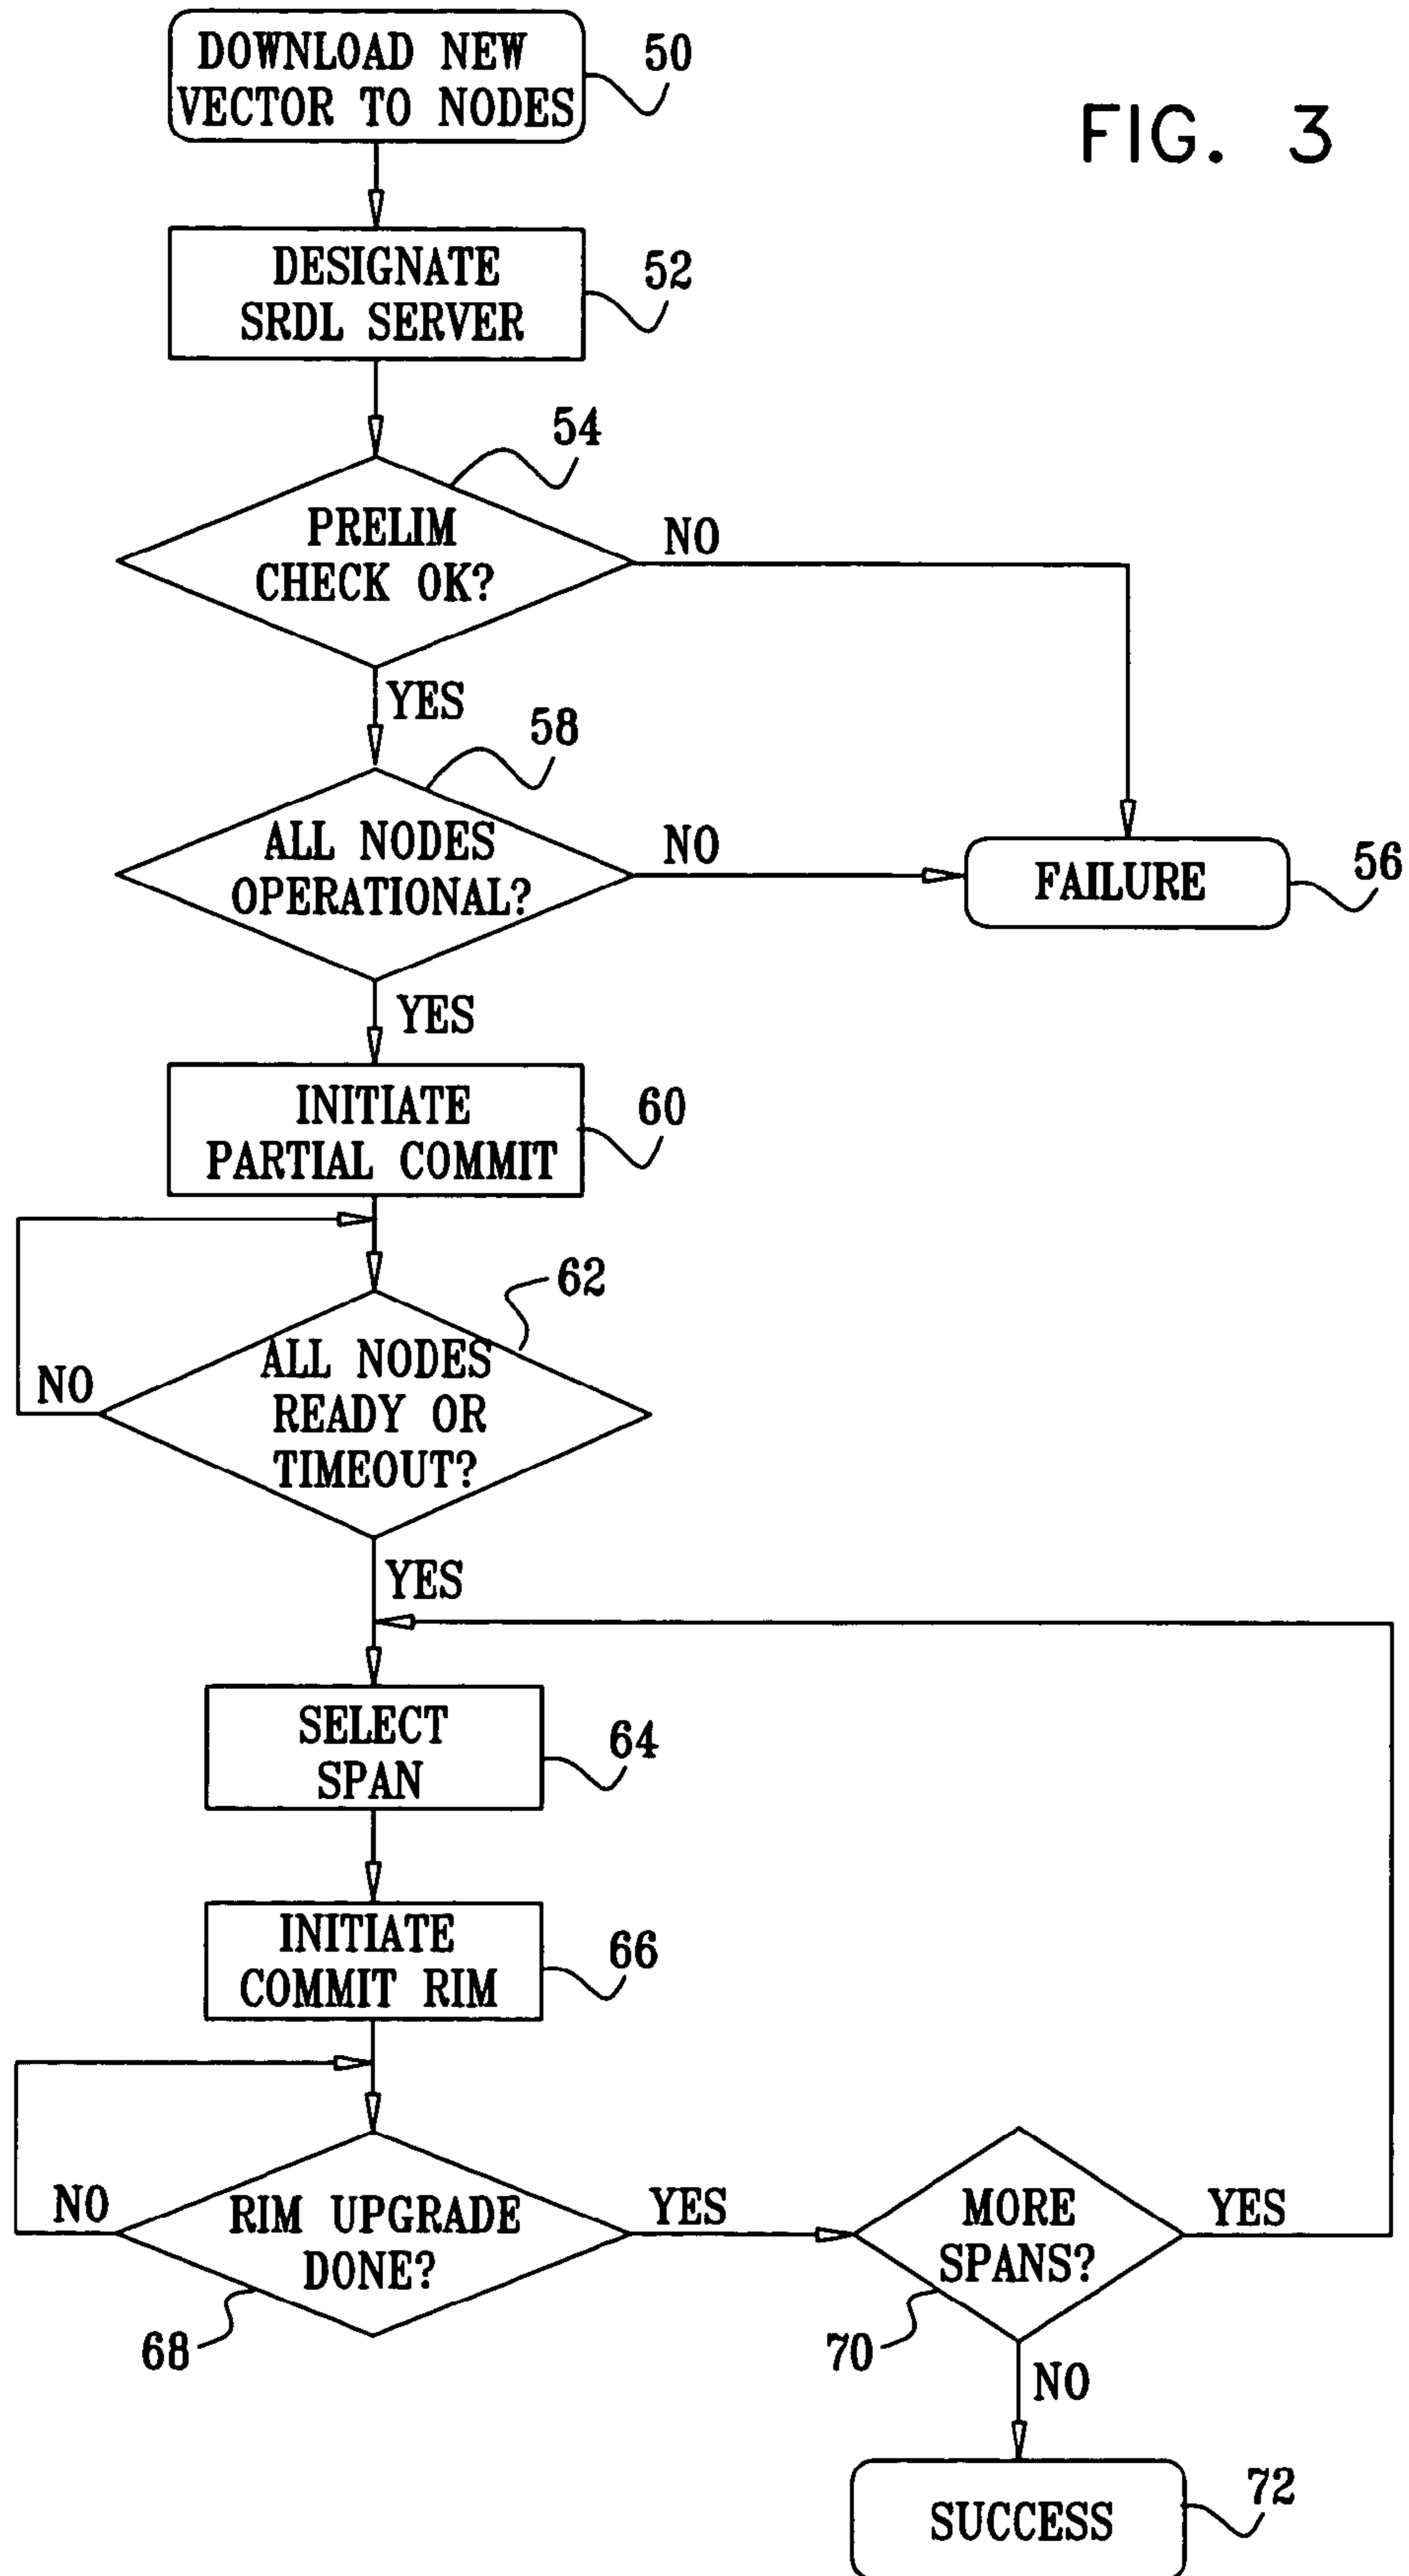 DOWNLOAD NEW
VECTOR TO NODES
50
FIG. 3
DESIGNATE
SRDL SERVER
52
54
PRELIM
CHECK OK?
NO
YES
58
ALL NODES
OPERATIONAL?
NO
FAILURE
56
YES
INITIATE
PARTIAL COMMIT
60
62
ALL NODES
READY OR
TIMEOUT?
NO
YES
SELECT
SPAN
64
INITIATE
COMMIT RIM
66
NO
RIM UPGRADE
DONE?
YES
68
MORE
SPANS?
YES
70
NO
SUCCESS
72